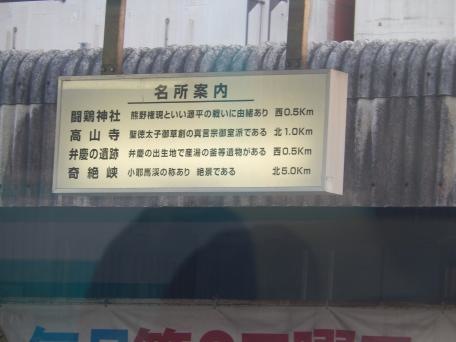 名所案内
闘鶏神社 熊野権現といい源平の戦いに由緒あり 西0.5Km
高山寺 聖徳太子御草創の真言宗御室派である 北1.0Km
弁慶の遺跡 弁慶の出生地で産湯の釜等遺物がある 西0.5Km
奇絶峡 小耶馬渓の称あり 絶景である 北5.0Km